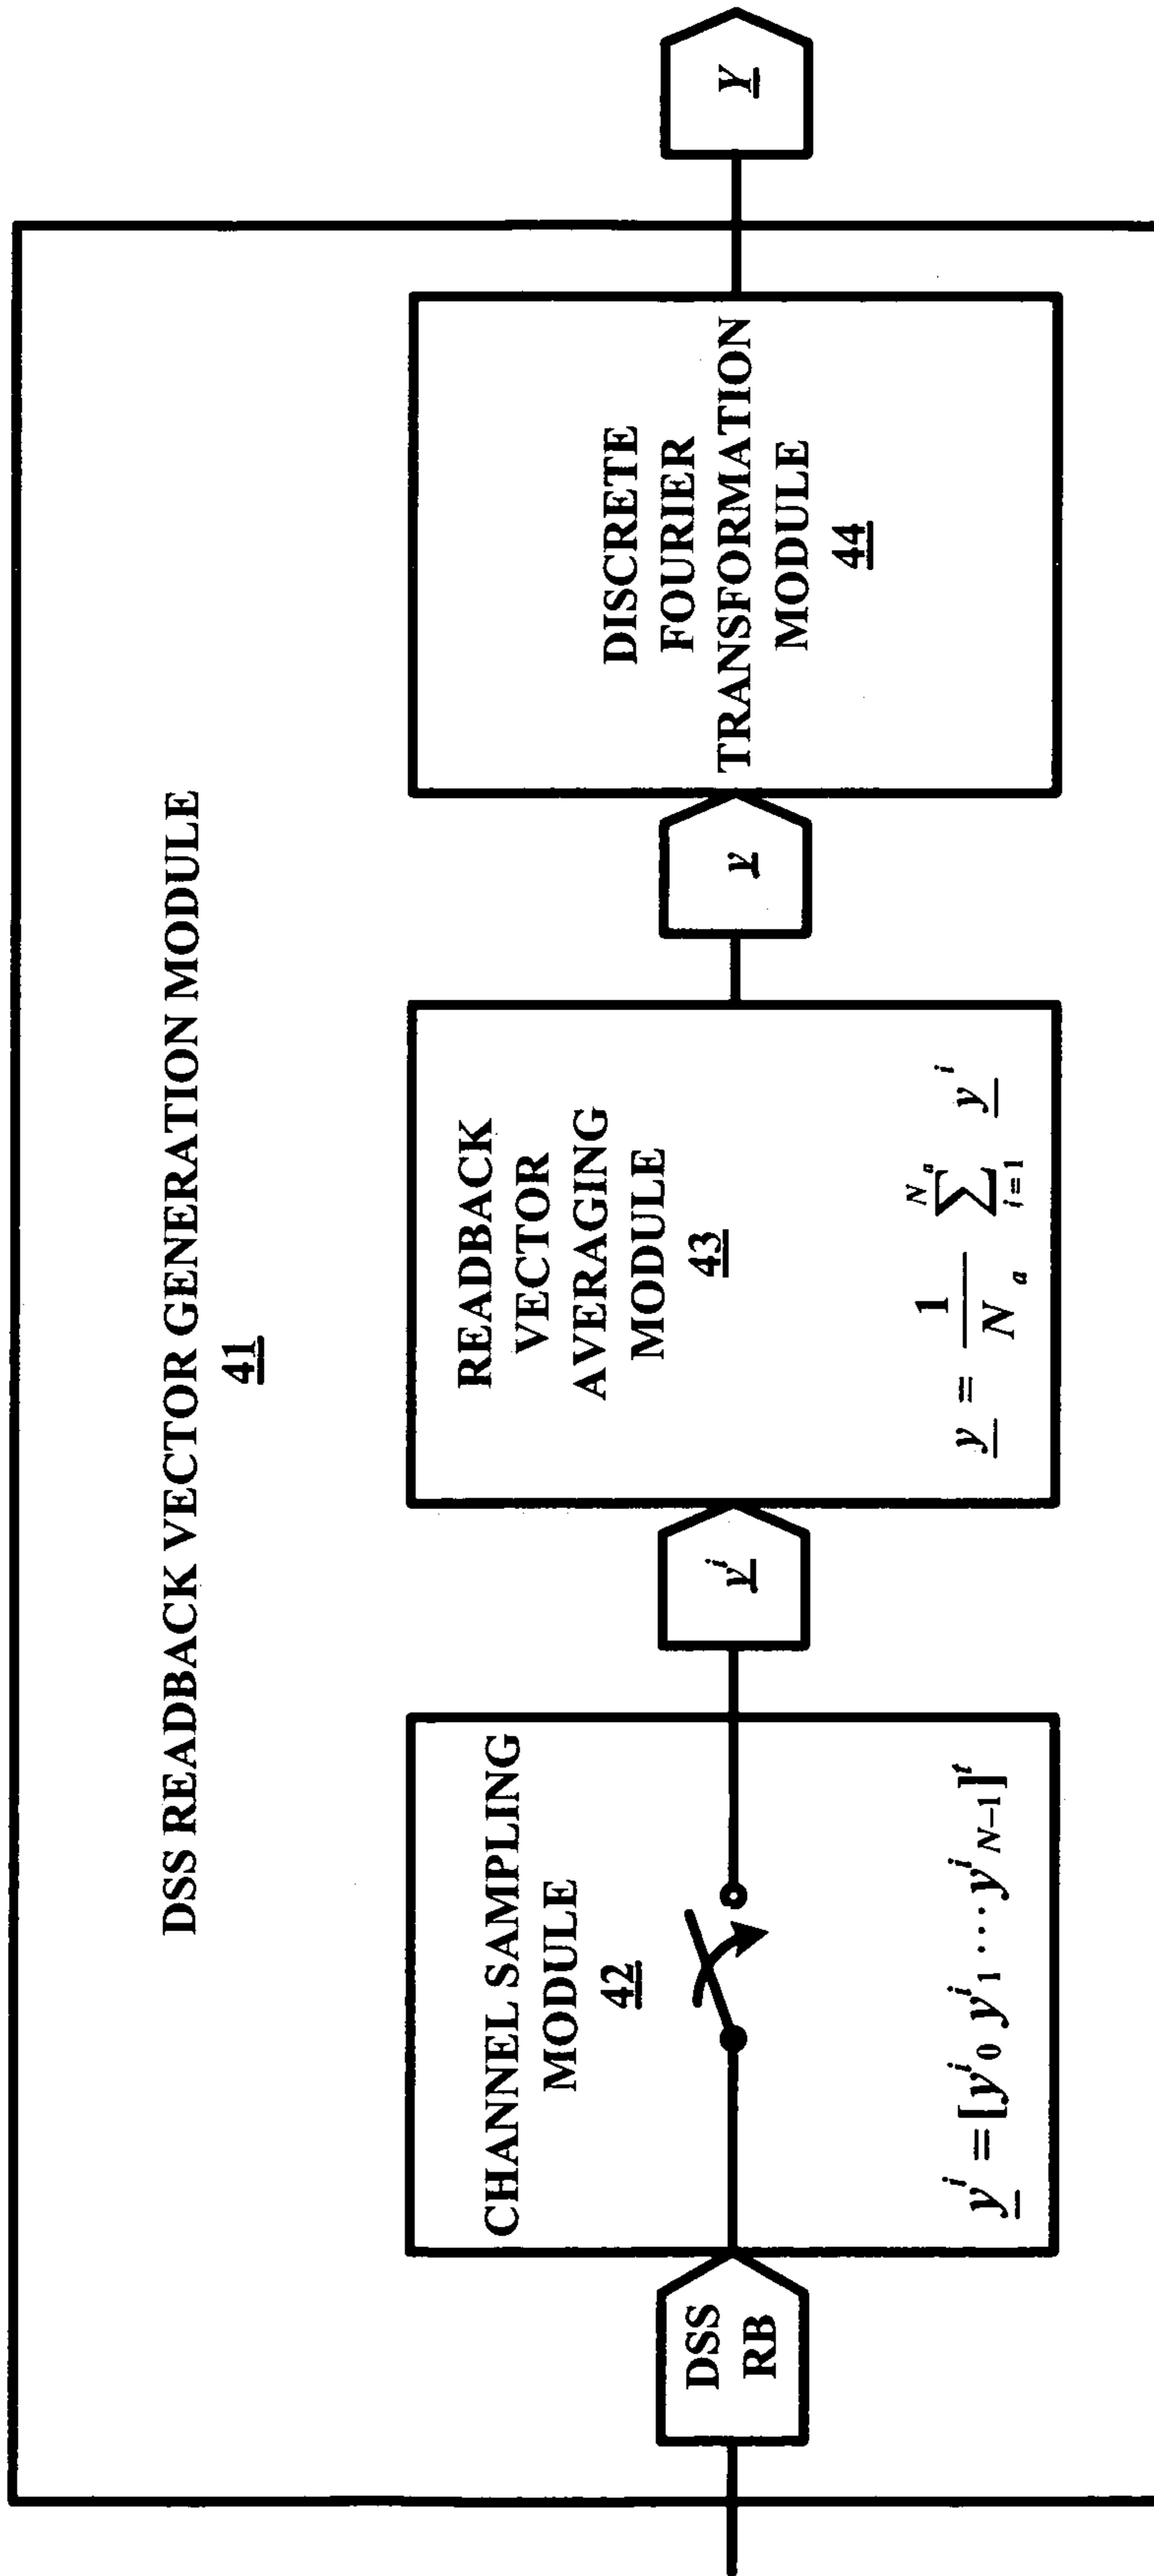 DSS READBACK VECTOR GENERATION MODULE
41
DSS
RB
CHANNEL SAMPLING
MODULE
42
y^i = [y^i_0 y^i_1 ··· y^i_{N-1}]^t
y^i
READBACK
VECTOR
AVERAGING
MODULE
43
y = 1/N_a ∑_{i=1}^{N_a} y^i
y
DISCRETE
FOURIER
TRANSFORMATION
MODULE
44
Y